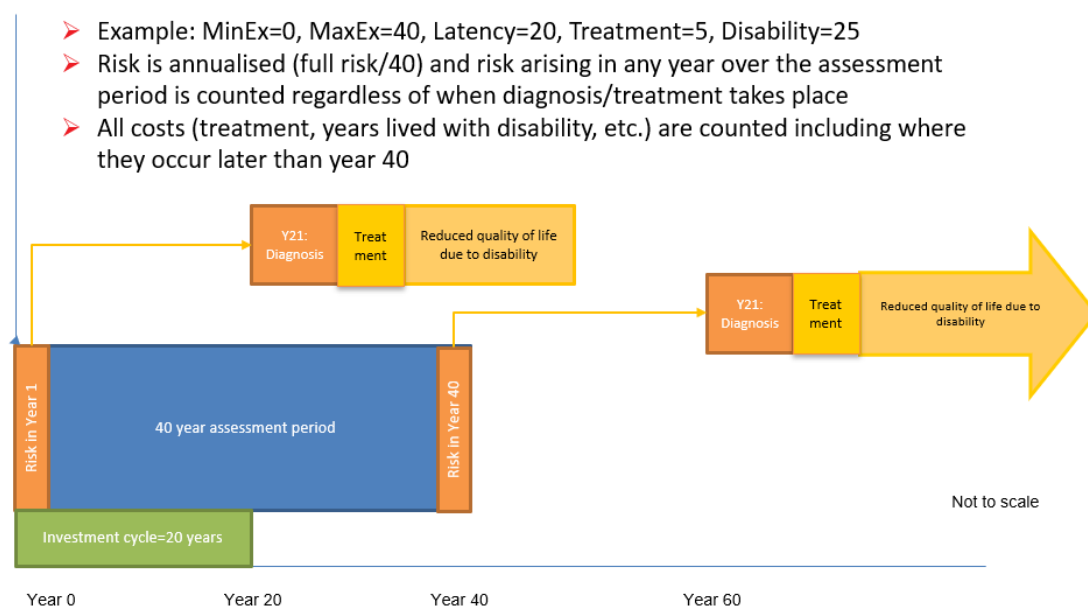 Example: MinEx=0, MaxEx=40, Latency=20, Treatment=5, Disability=25
Risk is annualised (full risk/40) and risk arising in any year over the assessment
period is counted regardless of when diagnosis/treatment takes place
All costs (treatment, years lived with disability, etc.) are counted including where
they occur later than year 40
Y21:
Diagnosis
Treat
ment
Reduced quality of life
due to disability
Y21:
Diagnosis
Treat
ment
Reduced quality of life due to
disability
Risk in Year 1
40 year assessment period
Risk in Year 40
Not to scale
Investment cycle=20 years
Year 0
Year 20
Year 40
Year 60